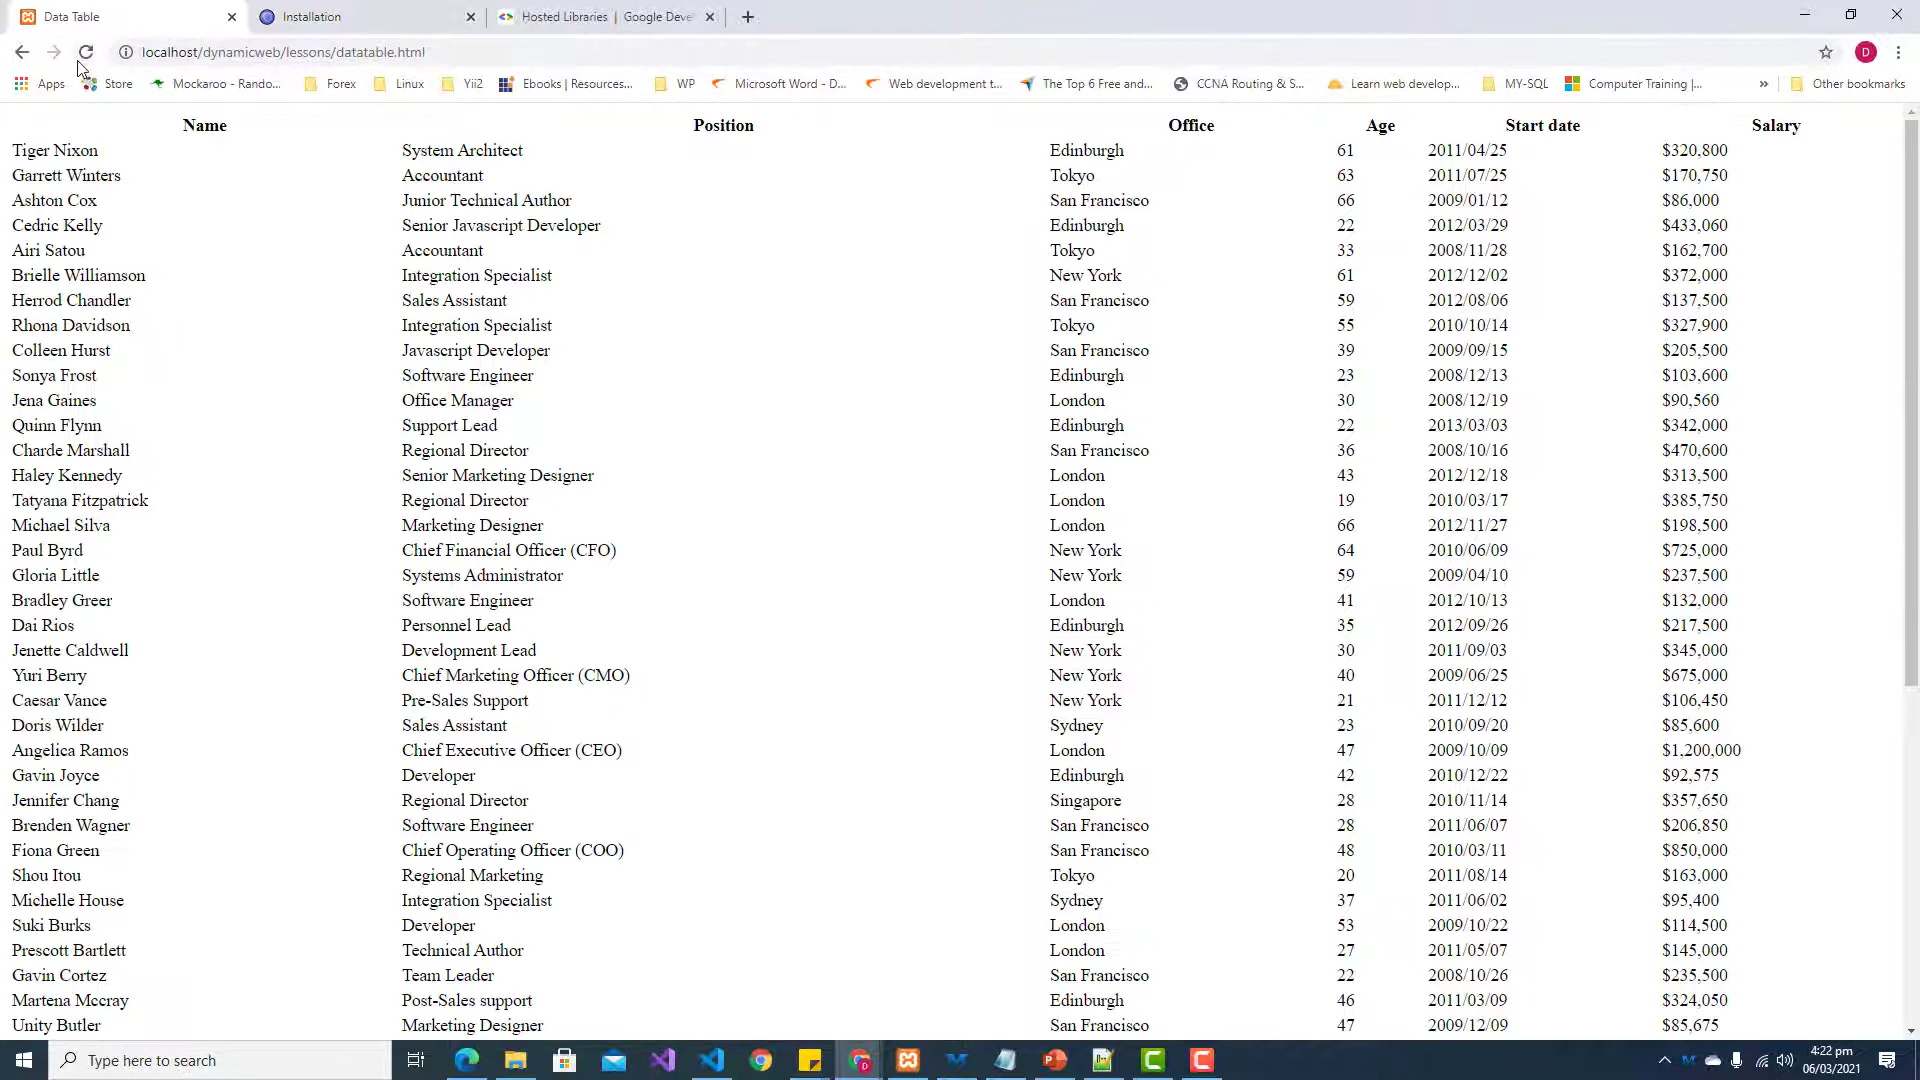 Data Table
Installation
Hosted Libraries | Google Deve
localhost/dynamicweb/lessons/datatable.html
D
Apps Store Mockaroo - Rando... Forex Linux Yii2 Ebooks | Resources... WP Microsoft Word - D... Web development t... The Top 6 Free and... CCNA Routing & S... Learn web develop... MY-SQL Computer Training |... » Other bookmarks
Name Position Office Age Start date Salary
Tiger Nixon System Architect Edinburgh 61 2011/04/25 $320,800
Garrett Winters Accountant Tokyo 63 2011/07/25 $170,750
Ashton Cox Junior Technical Author San Francisco 66 2009/01/12 $86,000
Cedric Kelly Senior Javascript Developer Edinburgh 22 2012/03/29 $433,060
Airi Satou Accountant Tokyo 33 2008/11/28 $162,700
Brielle Williamson Integration Specialist New York 61 2012/12/02 $372,000
Herrod Chandler Sales Assistant San Francisco 59 2012/08/06 $137,500
Rhona Davidson Integration Specialist Tokyo 55 2010/10/14 $327,900
Colleen Hurst Javascript Developer San Francisco 39 2009/09/15 $205,500
Sonya Frost Software Engineer Edinburgh 23 2008/12/13 $103,600
Jena Gaines Office Manager London 30 2008/12/19 $90,560
Quinn Flynn Support Lead Edinburgh 22 2013/03/03 $342,000
Charde Marshall Regional Director San Francisco 36 2008/10/16 $470,600
Haley Kennedy Senior Marketing Designer London 43 2012/12/18 $313,500
Tatyana Fitzpatrick Regional Director London 19 2010/03/17 $385,750
Michael Silva Marketing Designer London 66 2012/11/27 $198,500
Paul Byrd Chief Financial Officer (CFO) New York 64 2010/06/09 $725,000
Gloria Little Systems Administrator New York 59 2009/04/10 $237,500
Bradley Greer Software Engineer London 41 2012/10/13 $132,000
Dai Rios Personnel Lead Edinburgh 35 2012/09/26 $217,500
Jenette Caldwell Development Lead New York 30 2011/09/03 $345,000
Yuri Berry Chief Marketing Officer (CMO) New York 40 2009/06/25 $675,000
Caesar Vance Pre-Sales Support New York 21 2011/12/12 $106,450
Doris Wilder Sales Assistant Sydney 23 2010/09/20 $85,600
Angelica Ramos Chief Executive Officer (CEO) London 47 2009/10/09 $1,200,000
Gavin Joyce Developer Edinburgh 42 2010/12/22 $92,575
Jennifer Chang Regional Director Singapore 28 2010/11/14 $357,650
Brenden Wagner Software Engineer San Francisco 28 2011/06/07 $206,850
Fiona Green Chief Operating Officer (COO) San Francisco 48 2010/03/11 $850,000
Shou Itou Regional Marketing Tokyo 20 2011/08/14 $163,000
Michelle House Integration Specialist Sydney 37 2011/06/02 $95,400
Suki Burks Developer London 53 2009/10/22 $114,500
Prescott Bartlett Technical Author London 27 2011/05/07 $145,000
Gavin Cortez Team Leader San Francisco 22 2008/10/26 $235,500
Martena Mccray Post-Sales support Edinburgh 46 2011/03/09 $324,050
Unity Butler Marketing Designer San Francisco 47 2009/12/09 $85,675
Type here to search
4:22 pm
06/03/2021